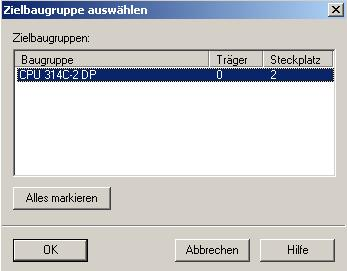 Zielbaugruppe auswählen
Zielbaugruppen:
Baugruppe Träger Steckplatz
CPU 314C-2 DP 0 2
Alles markieren
OK Abbrechen Hilfe